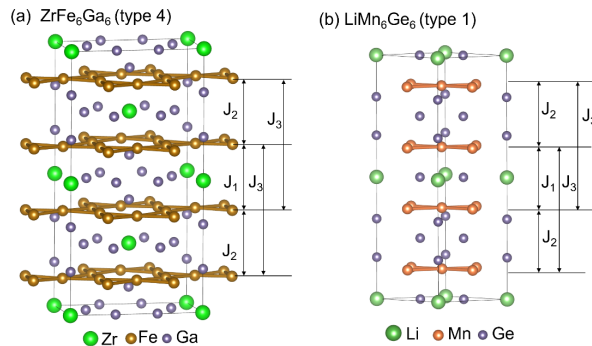 (a) ZrFe₆Ga₆ (type 4)
J₂
J₃
J₁
J₃
J₂
Zr Fe Ga
(b) LiMn₆Ge₆ (type 1)
J₂
J₃
J₁
J₃
J₂
Li Mn Ge